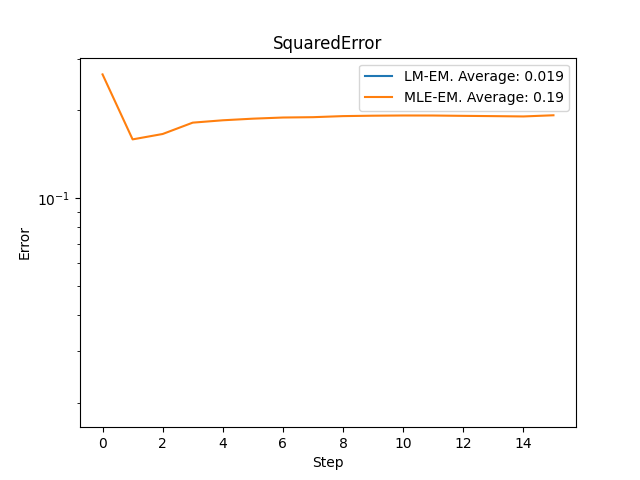 SquaredError
LM-EM. Average: 0.019
MLE-EM. Average: 0.19
10⁻¹
Error
0 2 4 6 8 10 12 14
Step